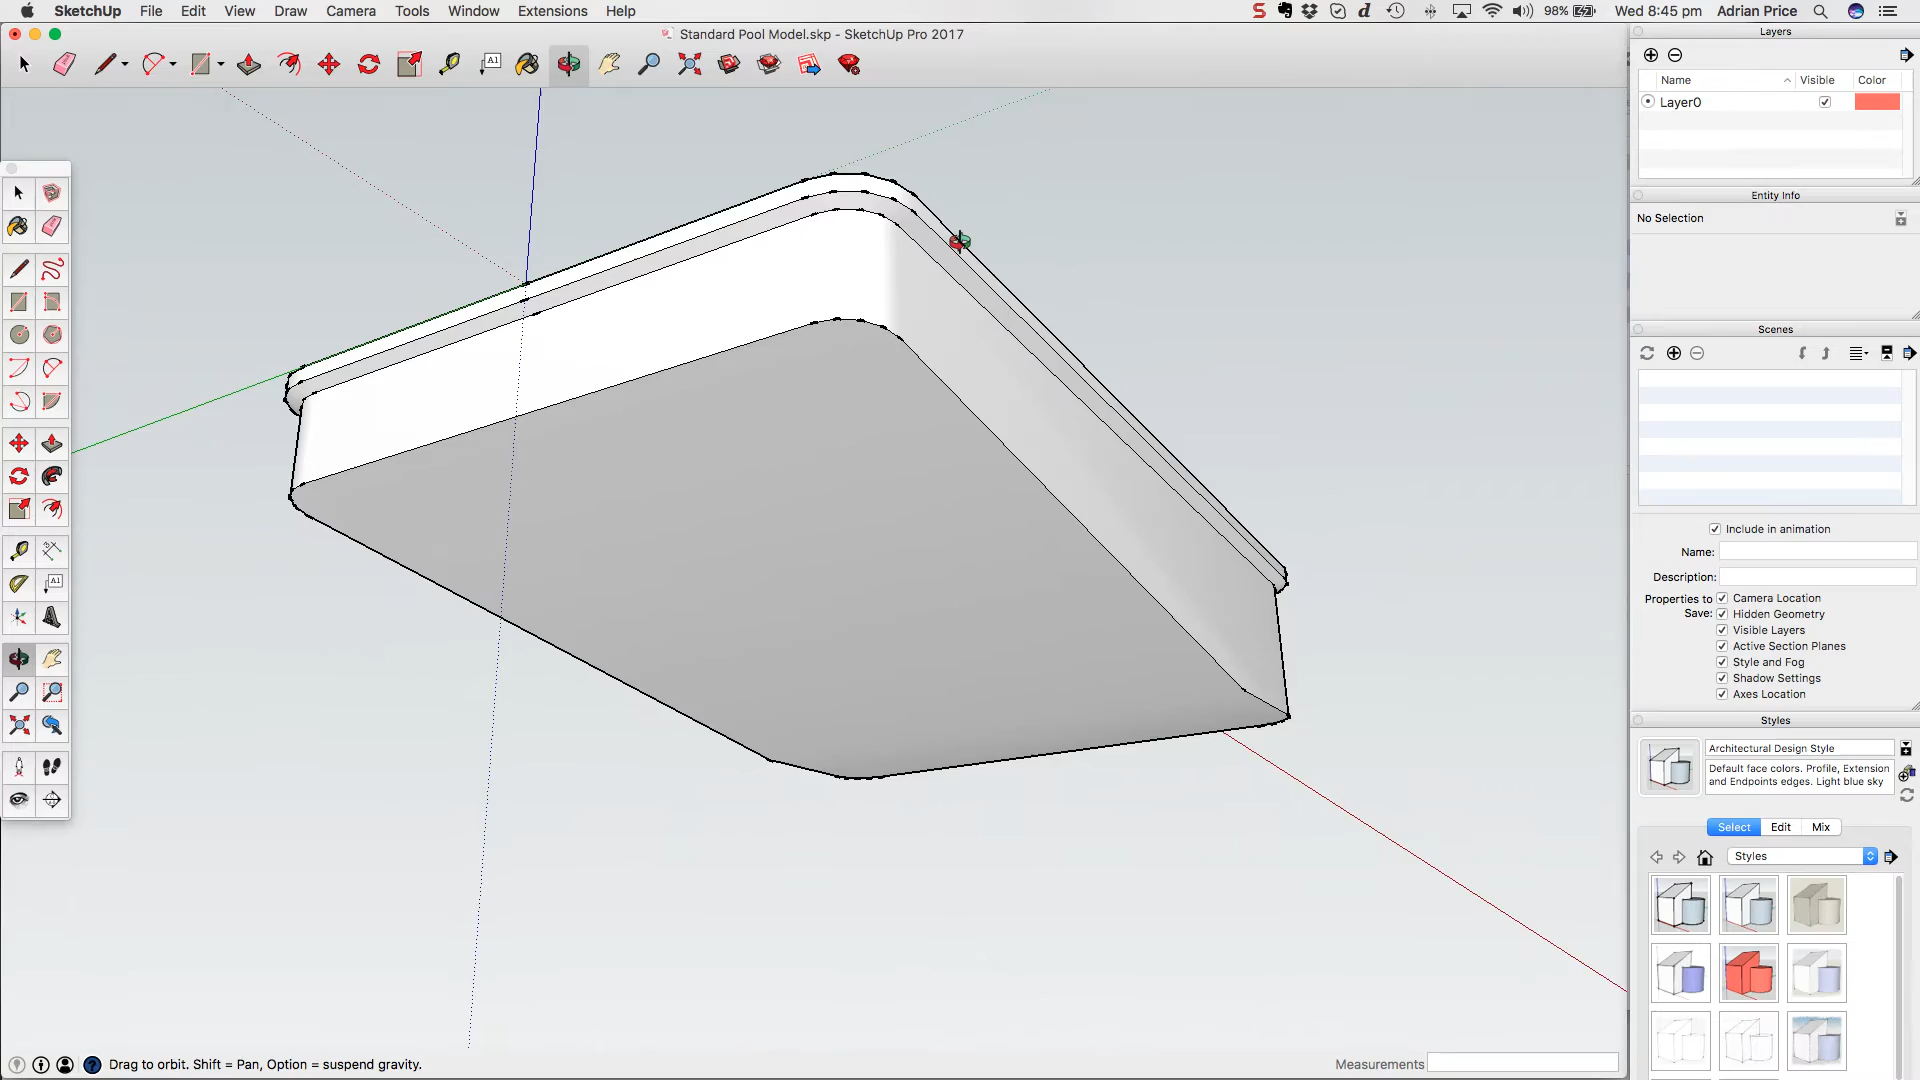 SketchUp File Edit View Draw Camera Tools Window Extensions Help
S d 98% Wed 8:45 pm Adrian Price
Standard Pool Model.skp - SketchUp Pro 2017
A1
A1
Layers
Name Visible Color
Layer0
Entity Info
No Selection
Scenes
Include in animation
Name:
Description:
Properties to Save:
Camera Location
Hidden Geometry
Visible Layers
Active Section Planes
Style and Fog
Shadow Settings
Axes Location
Styles
Architectural Design Style
Default face colors. Profile, Extension
and Endpoints edges. Light blue sky
Select Edit Mix
Styles
Drag to orbit. Shift = Pan, Option = suspend gravity.
Measurements